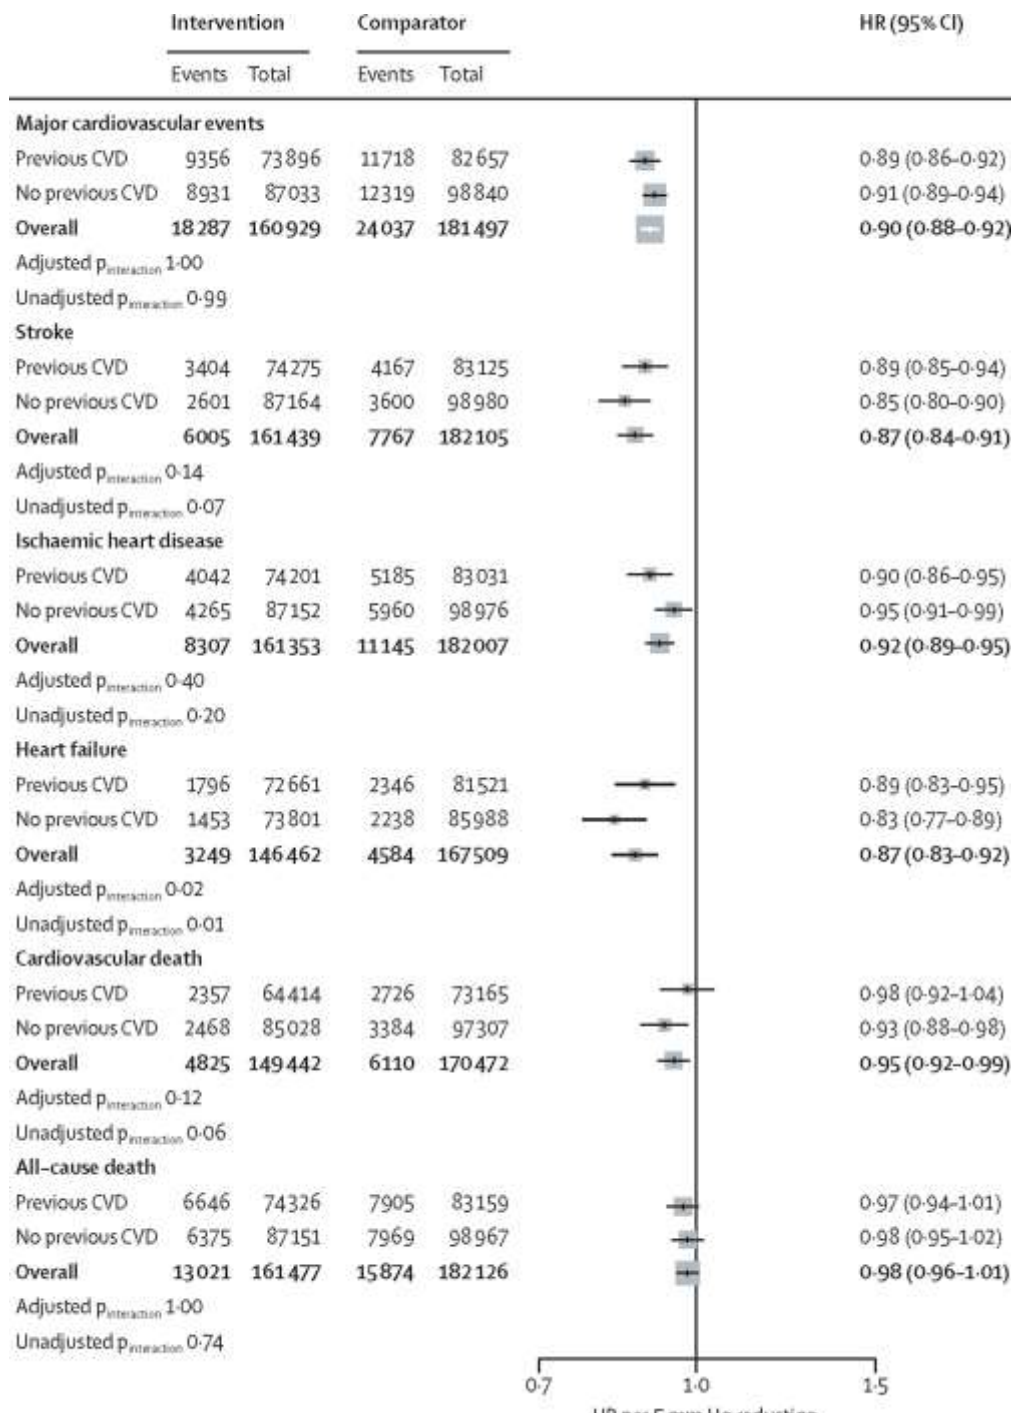 Intervention Comparator HR (95% CI)
Events Total Events Total
Major cardiovascular events
Previous CVD 9356 73896 11718 82657 0·89 (0·86–0·92)
No previous CVD 8931 87033 12319 98840 0·91 (0·89–0·94)
Overall 18287 160929 24037 181497 0·90 (0·88–0·92)
Adjusted pinteraction 1·00
Unadjusted pinteraction 0·99
Stroke
Previous CVD 3404 74275 4167 83125 0·89 (0·85–0·94)
No previous CVD 2601 87164 3600 98980 0·85 (0·80–0·90)
Overall 6005 161439 7767 182105 0·87 (0·84–0·91)
Adjusted pinteraction 0·14
Unadjusted pinteraction 0·07
Ischaemic heart disease
Previous CVD 4042 74201 5185 83031 0·90 (0·86–0·95)
No previous CVD 4265 87152 5960 98976 0·95 (0·91–0·99)
Overall 8307 161353 11145 182007 0·92 (0·89–0·95)
Adjusted pinteraction 0·40
Unadjusted pinteraction 0·20
Heart failure
Previous CVD 1796 72661 2346 81521 0·89 (0·83–0·95)
No previous CVD 1453 73801 2238 85988 0·83 (0·77–0·89)
Overall 3249 146462 4584 167509 0·87 (0·83–0·92)
Adjusted pinteraction 0·02
Unadjusted pinteraction 0·01
Cardiovascular death
Previous CVD 2357 64414 2726 73165 0·98 (0·92–1·04)
No previous CVD 2468 85028 3384 97307 0·93 (0·88–0·98)
Overall 4825 149442 6110 170472 0·95 (0·92–0·99)
Adjusted pinteraction 0·12
Unadjusted pinteraction 0·06
All-cause death
Previous CVD 6646 74326 7905 83159 0·97 (0·94–1·01)
No previous CVD 6375 87151 7969 98967 0·98 (0·95–1·02)
Overall 13021 161477 15874 182126 0·98 (0·96–1·01)
Adjusted pinteraction 1·00
Unadjusted pinteraction 0·74
0·7 1·0 1·5